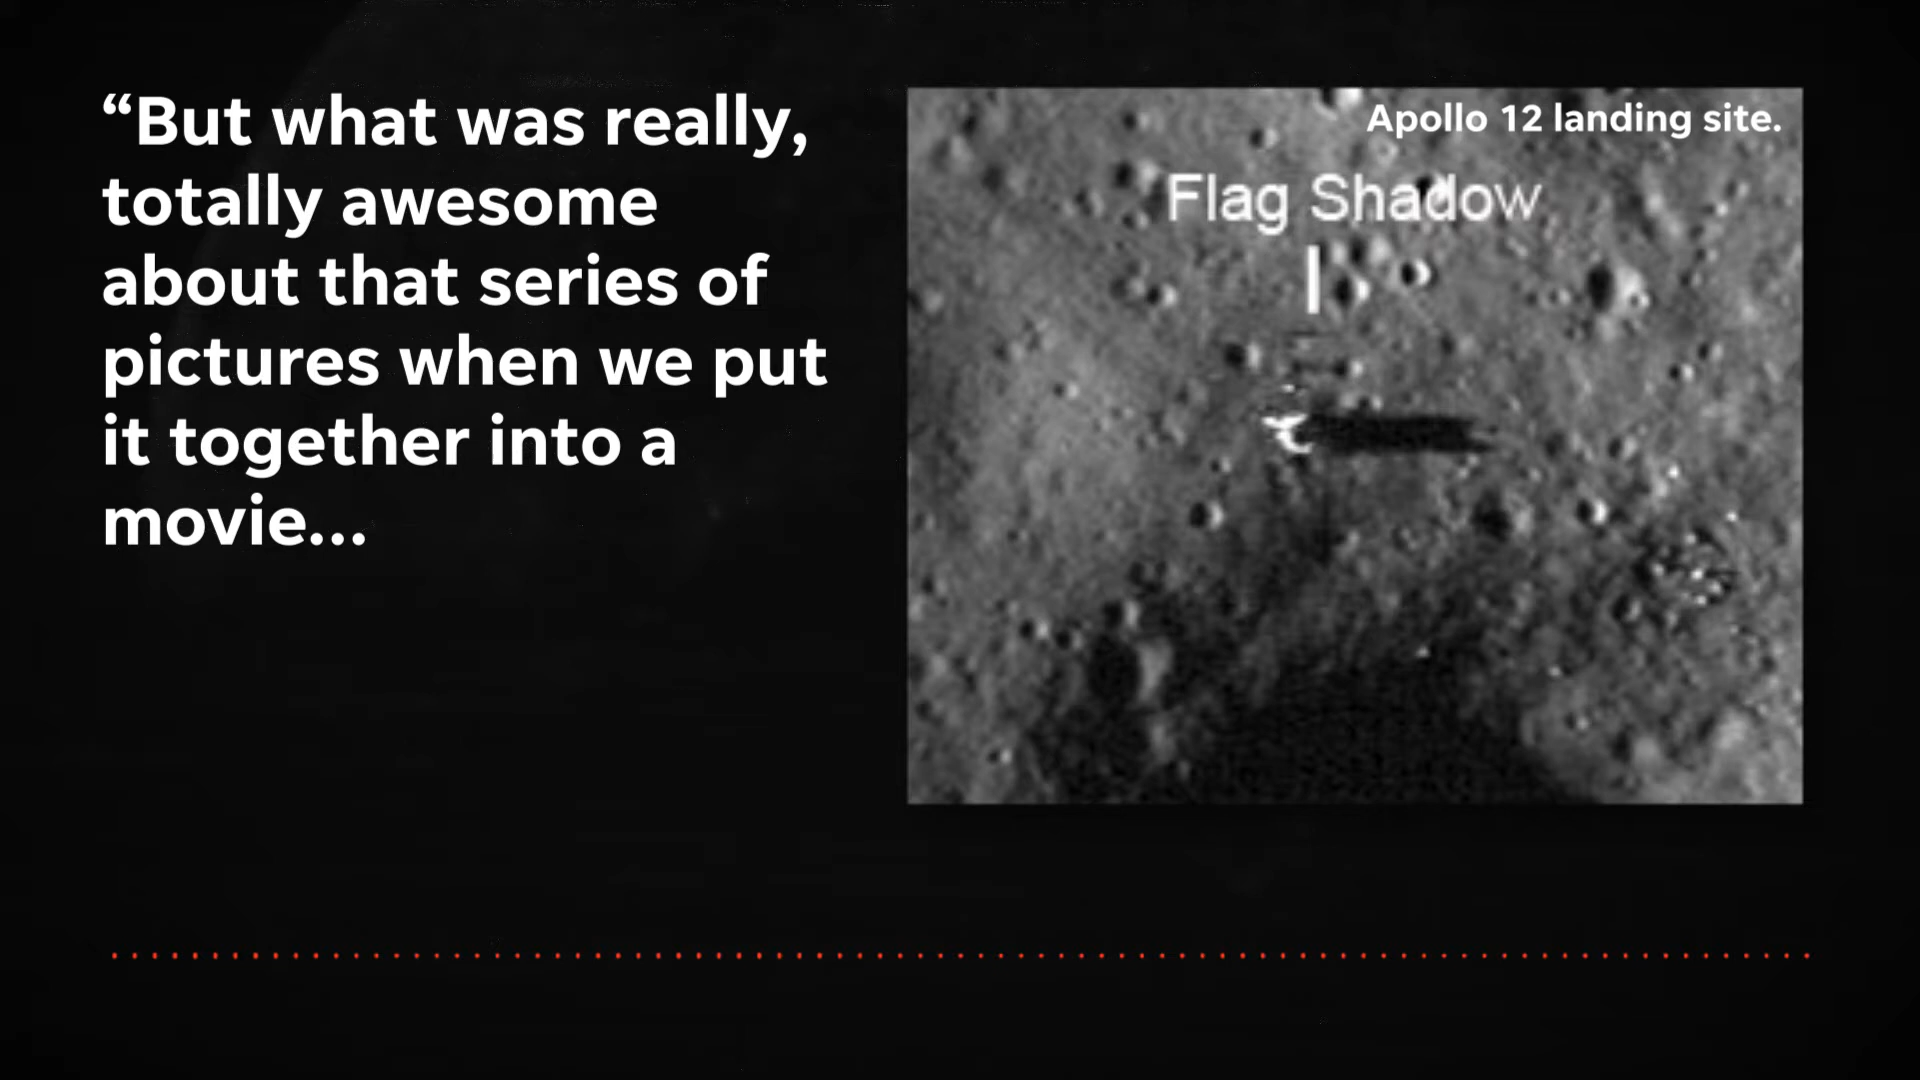 “But what was really,
totally awesome
about that series of
pictures when we put
it together into a
movie...
Apollo 12 landing site.
Flag Shadow